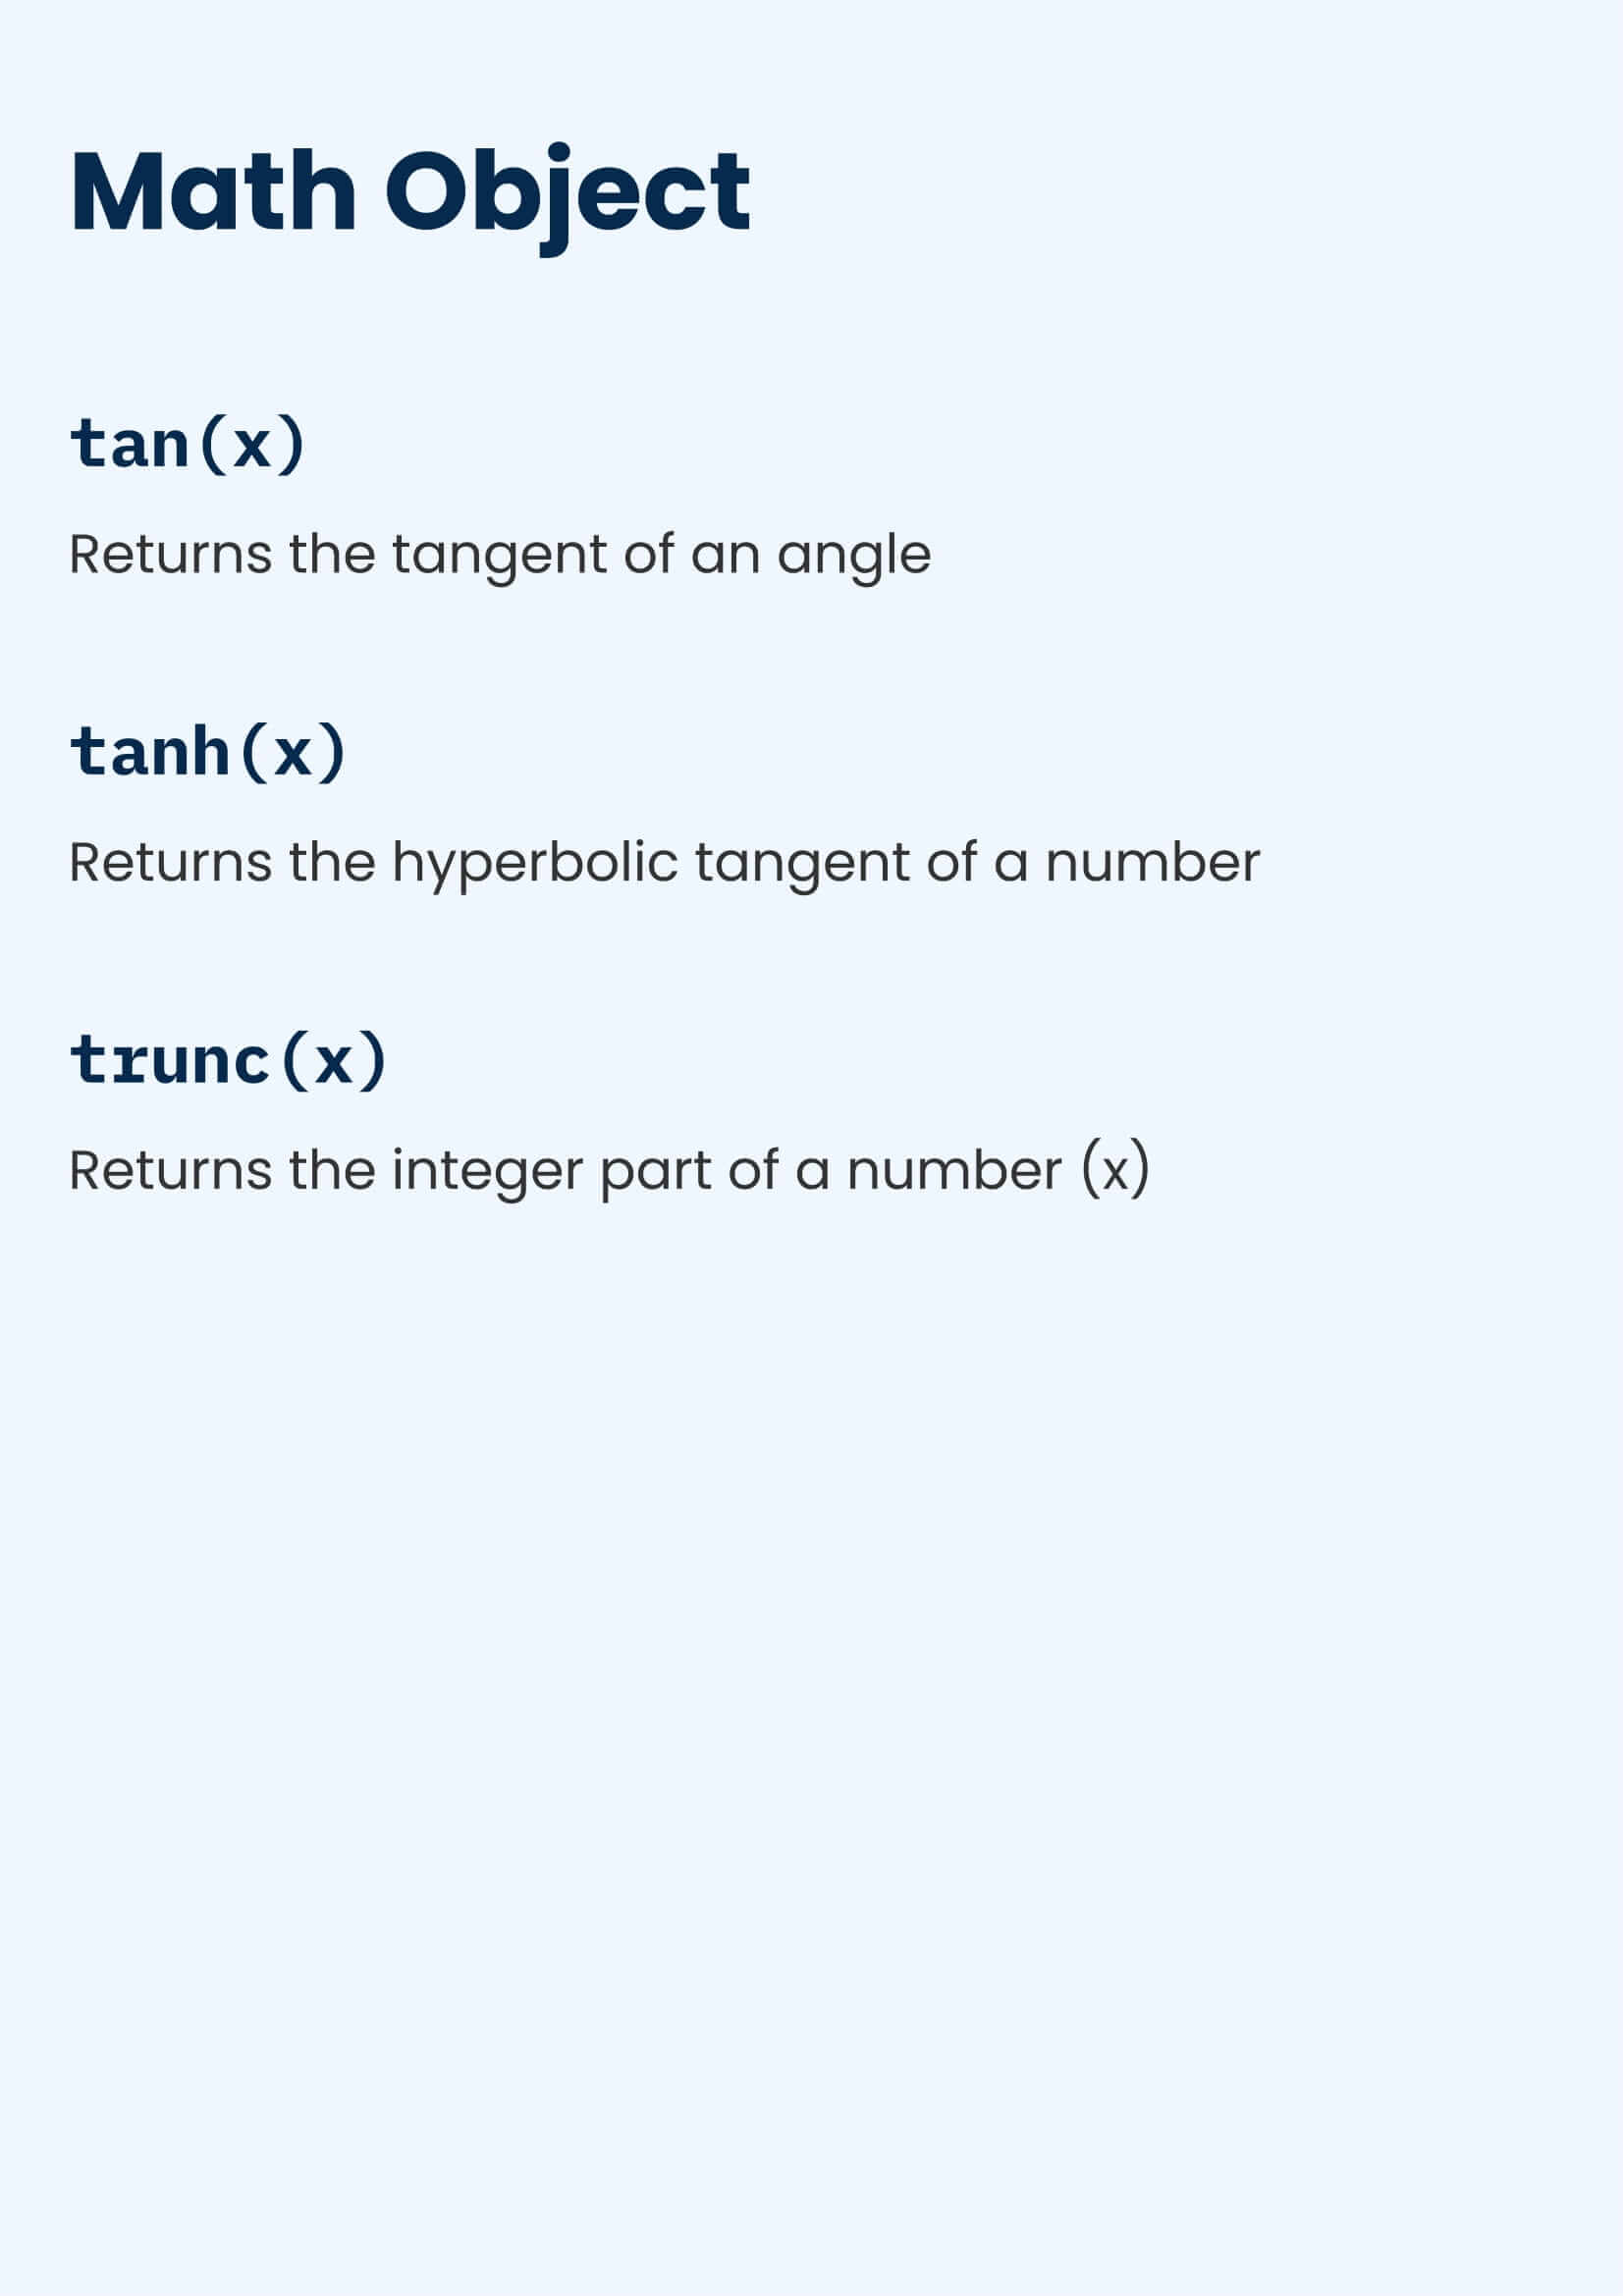 Math Object
tan(x)
Returns the tangent of an angle
tanh(x)
Returns the hyperbolic tangent of a number
trunc(x)
Returns the integer part of a number (x)